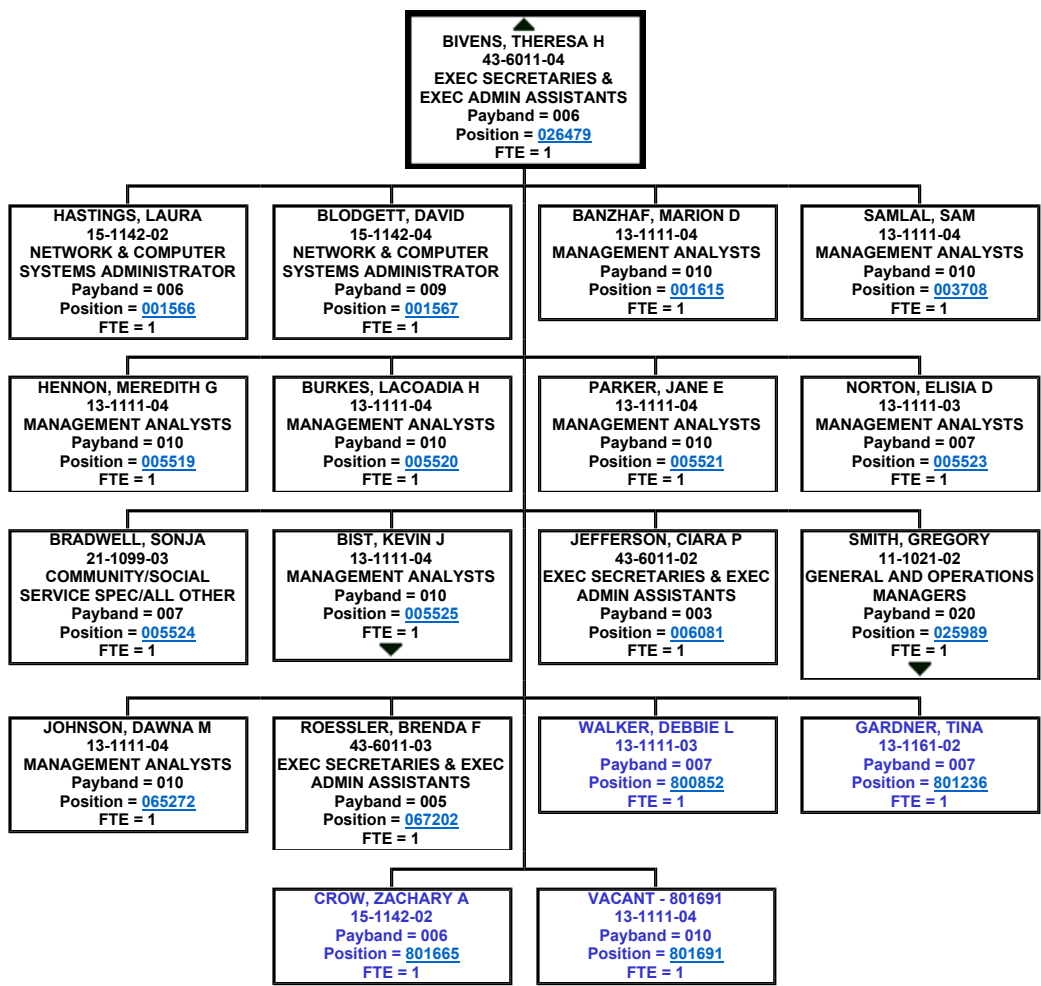 BIVENS, THERESA H
43-6011-04
EXEC SECRETARIES &
EXEC ADMIN ASSISTANTS
Payband = 006
Position = 026479
FTE = 1
HASTINGS, LAURA
15-1142-02
NETWORK & COMPUTER
SYSTEMS ADMINISTRATOR
Payband = 006
Position = 001566
FTE = 1
BLODGETT, DAVID
15-1142-04
NETWORK & COMPUTER
SYSTEMS ADMINISTRATOR
Payband = 009
Position = 001567
FTE = 1
BANZHAF, MARION D
13-1111-04
MANAGEMENT ANALYSTS
Payband = 010
Position = 001615
FTE = 1
SAMLAL, SAM
13-1111-04
MANAGEMENT ANALYSTS
Payband = 010
Position = 003708
FTE = 1
HENNON, MEREDITH G
13-1111-04
MANAGEMENT ANALYSTS
Payband = 010
Position = 005519
FTE = 1
BURKES, LACOADIA H
13-1111-04
MANAGEMENT ANALYSTS
Payband = 010
Position = 005520
FTE = 1
PARKER, JANE E
13-1111-04
MANAGEMENT ANALYSTS
Payband = 010
Position = 005521
FTE = 1
NORTON, ELISIA D
13-1111-03
MANAGEMENT ANALYSTS
Payband = 007
Position = 005523
FTE = 1
BRADWELL, SONJA
21-1099-03
COMMUNITY/SOCIAL
SERVICE SPEC/ALL OTHER
Payband = 007
Position = 005524
FTE = 1
BIST, KEVIN J
13-1111-04
MANAGEMENT ANALYSTS
Payband = 010
Position = 005525
FTE = 1
JEFFERSON, CIARA P
43-6011-02
EXEC SECRETARIES & EXEC
ADMIN ASSISTANTS
Payband = 003
Position = 006081
FTE = 1
SMITH, GREGORY
11-1021-02
GENERAL AND OPERATIONS
MANAGERS
Payband = 020
Position = 025989
FTE = 1
JOHNSON, DAWNA M
13-1111-04
MANAGEMENT ANALYSTS
Payband = 010
Position = 065272
FTE = 1
ROESSLER, BRENDA F
43-6011-03
EXEC SECRETARIES & EXEC
ADMIN ASSISTANTS
Payband = 005
Position = 067202
FTE = 1
WALKER, DEBBIE L
13-1111-03
Payband = 007
Position = 800852
FTE = 1
GARDNER, TINA
13-1161-02
Payband = 007
Position = 801236
FTE = 1
CROW, ZACHARY A
15-1142-02
Payband = 006
Position = 801665
FTE = 1
VACANT - 801691
13-1111-04
Payband = 010
Position = 801691
FTE = 1